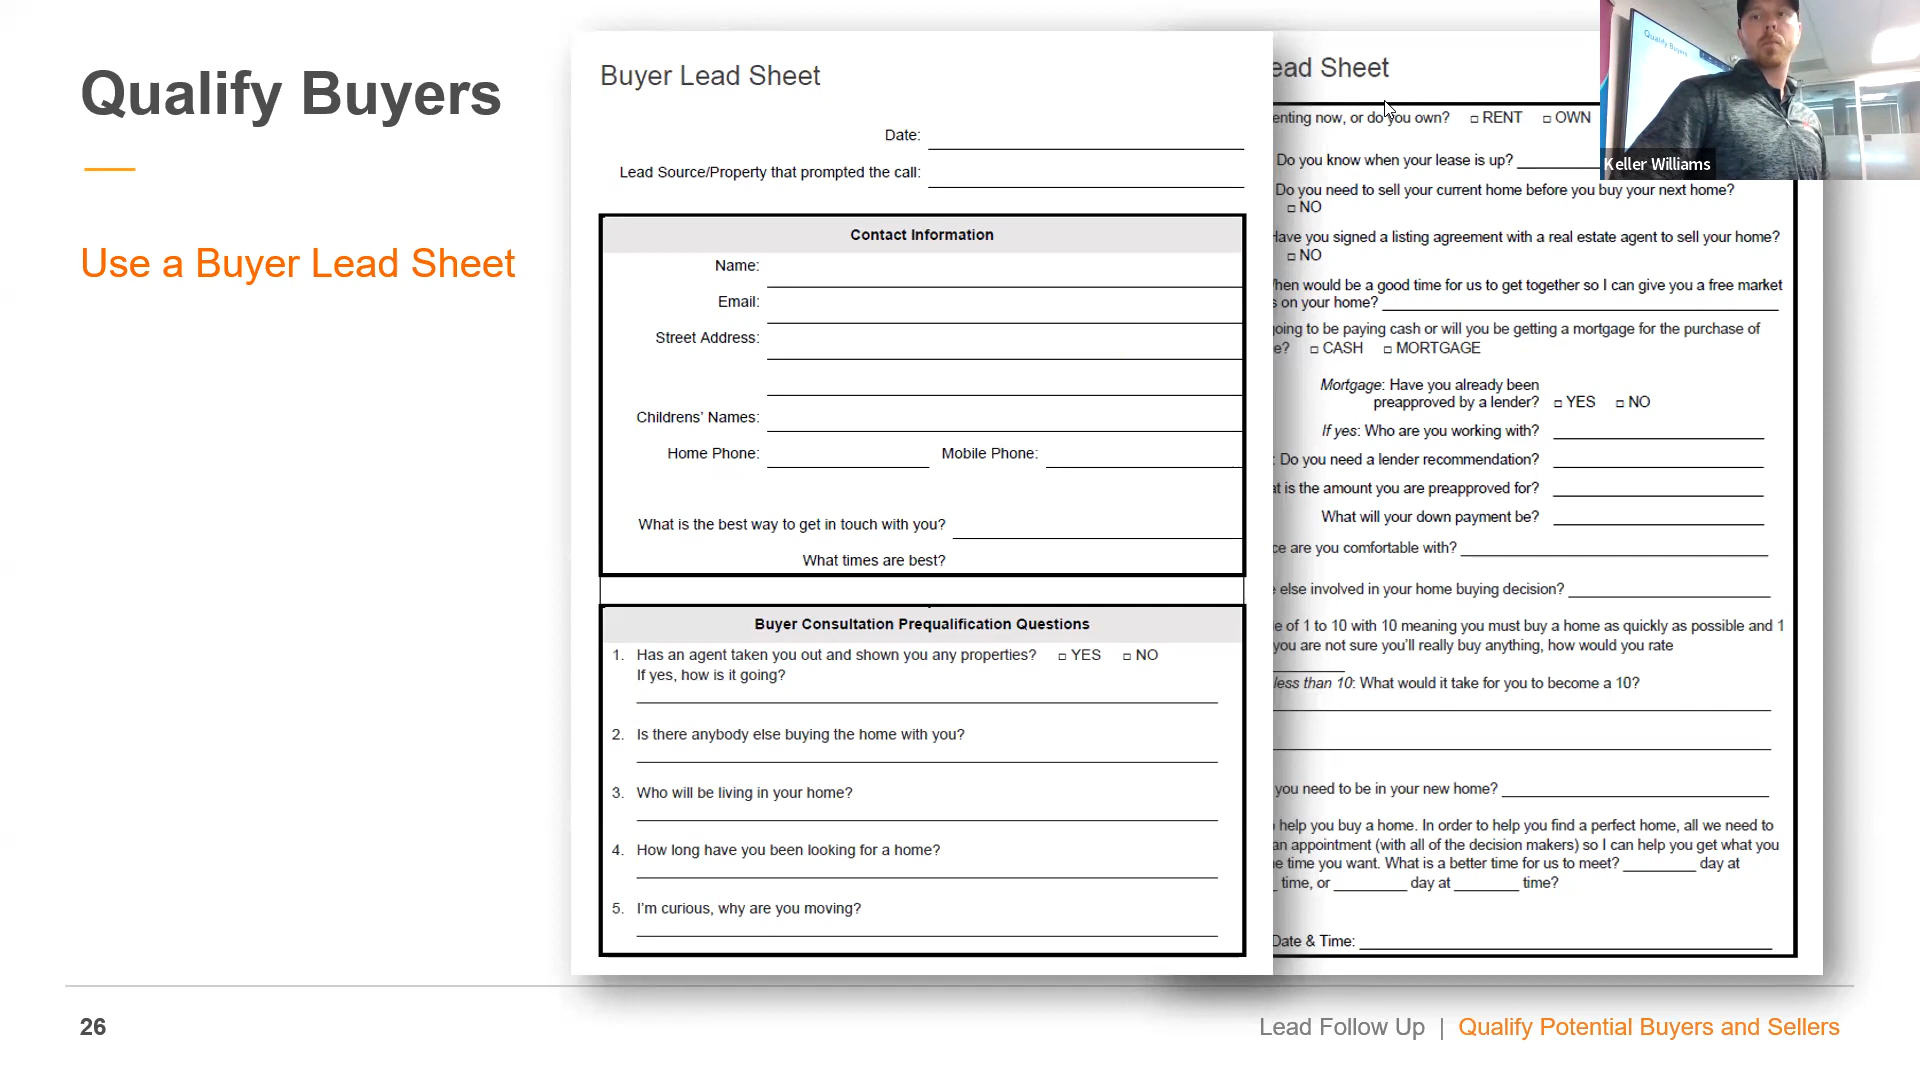 Qualify Buyers
Use a Buyer Lead Sheet
Buyer Lead Sheet
Date:
Lead Source/Property that prompted the call:
Contact Information
Name:
Email:
Street Address:
Childrens’ Names:
Home Phone: Mobile Phone:
What is the best way to get in touch with you?
What times are best?
Buyer Consultation Prequalification Questions
1. Has an agent taken you out and shown you any properties? □ YES □ NO
If yes, how is it going?
2. Is there anybody else buying the home with you?
3. Who will be living in your home?
4. How long have you been looking for a home?
5. I’m curious, why are you moving?
Sheet
now, or do you own? □ RENT □ OWN
Do you know when your lease is up?
Do you need to sell your current home before you buy your next home?
□ NO
Have you signed a listing agreement with a real estate agent to sell your home?
□ NO
would be a good time for us to get together so I can give you a free market
on your home?
going to be paying cash or will you be getting a mortgage for the purchase of
□ CASH □ MORTGAGE
Mortgage: Have you already been
preapproved by a lender? □ YES □ NO
If yes: Who are you working with?
Do you need a lender recommendation?
is the amount you are preapproved for?
What will your down payment be?
are you comfortable with?
else involved in your home buying decision?
of 1 to 10 with 10 meaning you must buy a home as quickly as possible and 1
you are not sure you’ll really buy anything, how would you rate
less than 10: What would it take for you to become a 10?
you need to be in your new home?
help you buy a home. In order to help you find a perfect home, all we need to
an appointment (with all of the decision makers) so I can help you get what you
time you want. What is a better time for us to meet? day at
time, or day at time?
Date & Time:
Qualify Buyers
Keller Williams
26
Lead Follow Up | Qualify Potential Buyers and Sellers